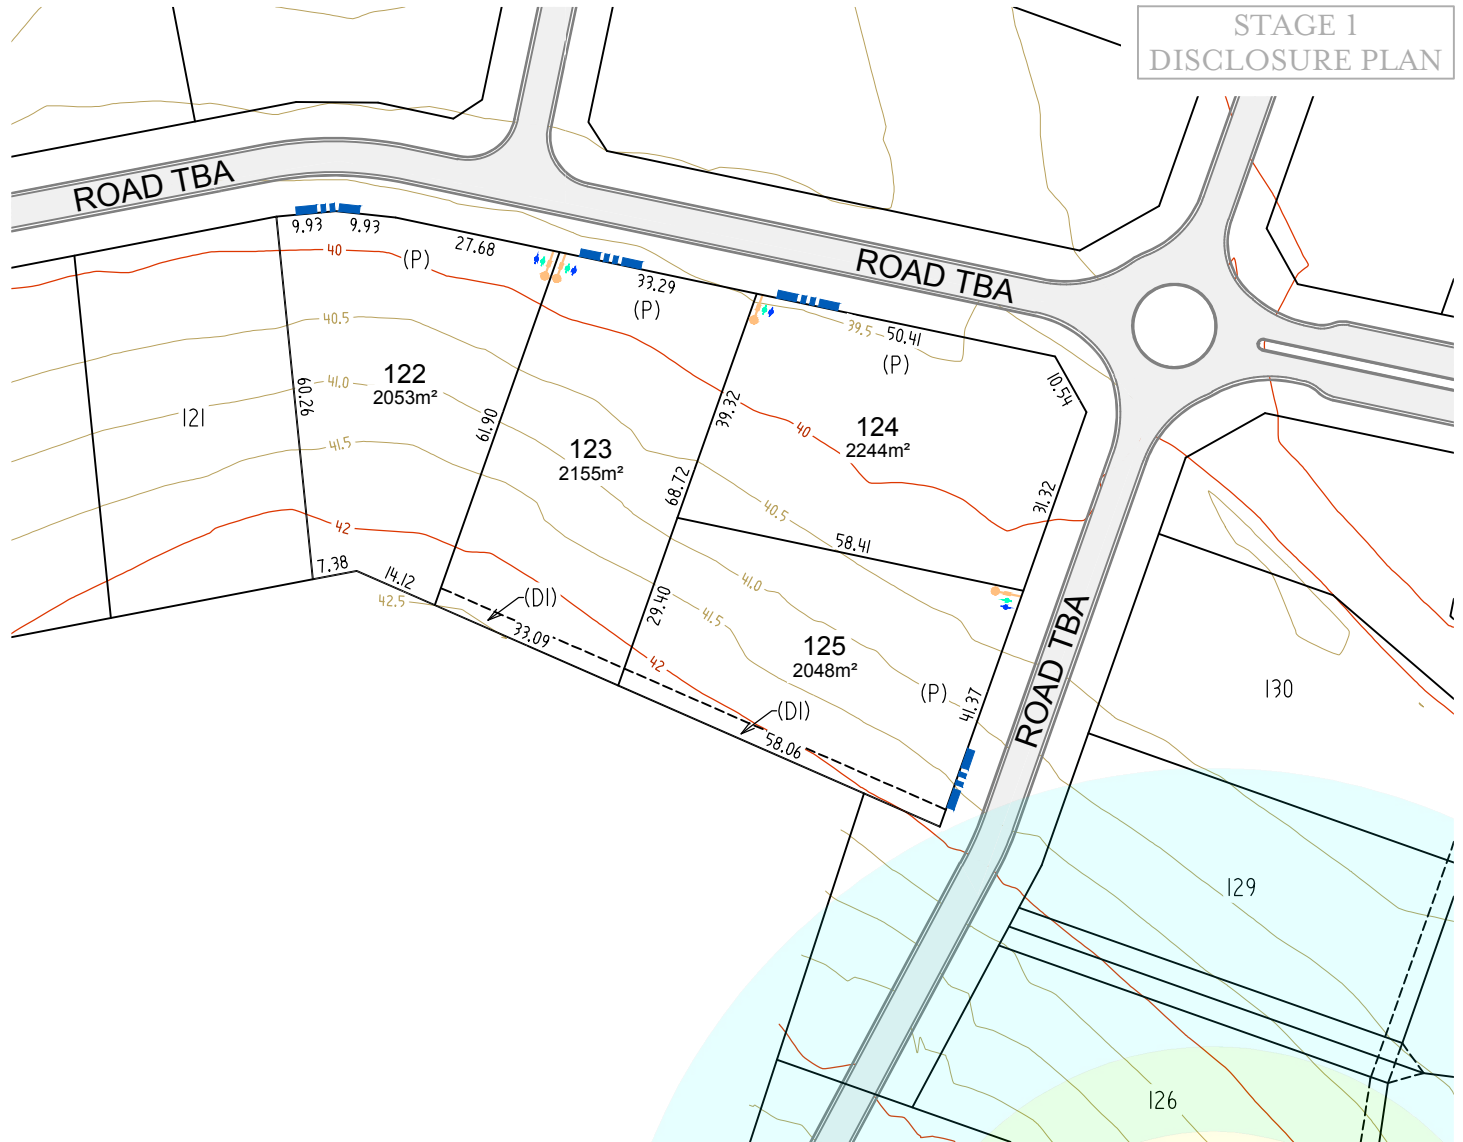 STAGE 1
DISCLOSURE PLAN
ROAD TBA
9.93
9.93
27.68
40
(P)
33.29
(P)
ROAD TBA
39.5
50.41
(P)
10.54
40.5
41.0
41.5
42
121
60.26
122
2053m²
61.90
123
2155m²
39.32
68.72
40
124
2244m²
31.32
40.5
58.41
7.38
14.12
42.5
(D1)
33.09
29.40
41.0
41.5
42
125
2048m²
(P)
41.37
(D1)
58.06
ROAD TBA
130
129
126